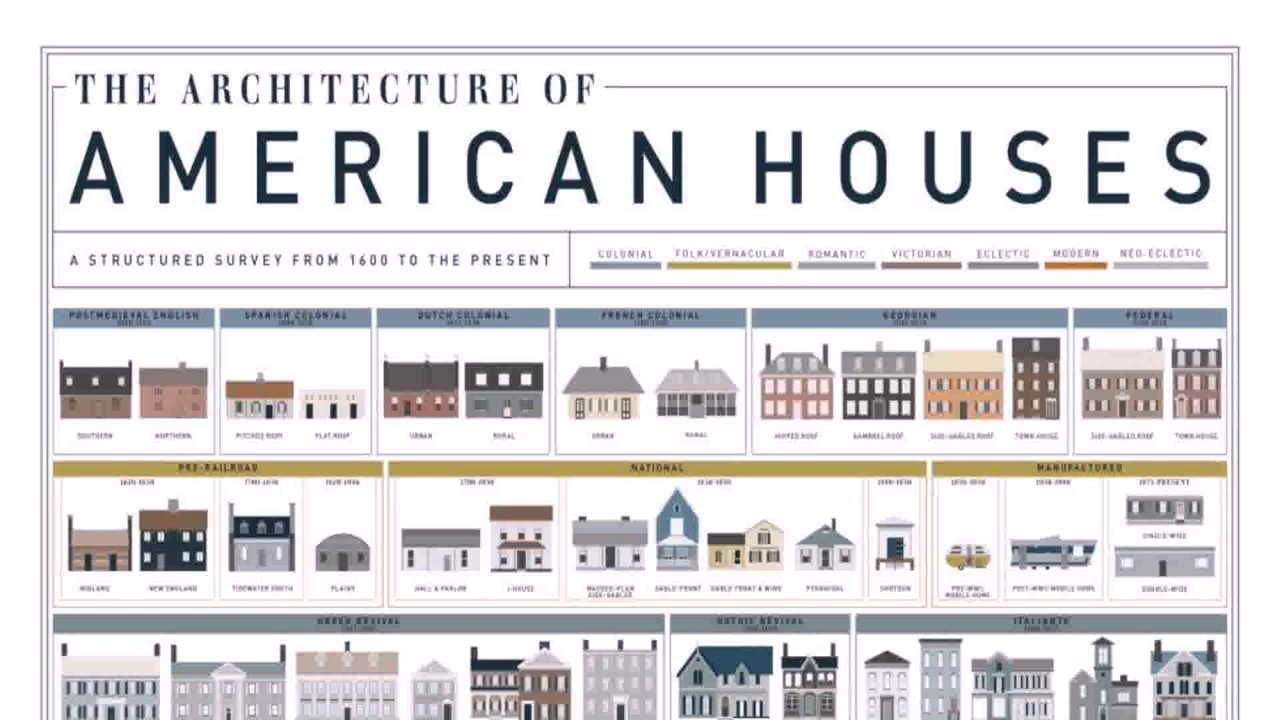 THE ARCHITECTURE OF
AMERICAN HOUSES
A STRUCTURED SURVEY FROM 1600 TO THE PRESENT
COLONIAL FOLK/VERNACULAR ROMANTIC VICTORIAN ECLECTIC MODERN NEO-ECLECTIC
POSTMEDIEVAL ENGLISH SPANISH COLONIAL DUTCH COLONIAL FRENCH COLONIAL GEORGIAN FEDERAL
SOUTHERN NORTHERN PITCHED ROOF FLAT ROOF URBAN RURAL URBAN RURAL HIPPED ROOF GAMBREL ROOF SIDE-GABLED ROOF TOWN HOUSE SIDE-GABLED ROOF TOWN HOUSE
PRE-RAILROAD NATIONAL MANUFACTURED
1975-PRESENT
SINGLE-WIDE
MIDLAND NEW ENGLAND TIDEWATER SOUTH PLAINS HALL & PARLOR I-HOUSE MASSED-PLAN SIDE-GABLED GABLE FRONT GABLE FRONT & WING PYRAMIDAL SHOTGUN PRE-WWII MOBILE HOME POST-WWII MOBILE HOME DOUBLE-WIDE
GREEK REVIVAL GOTHIC REVIVAL ITALIANATE